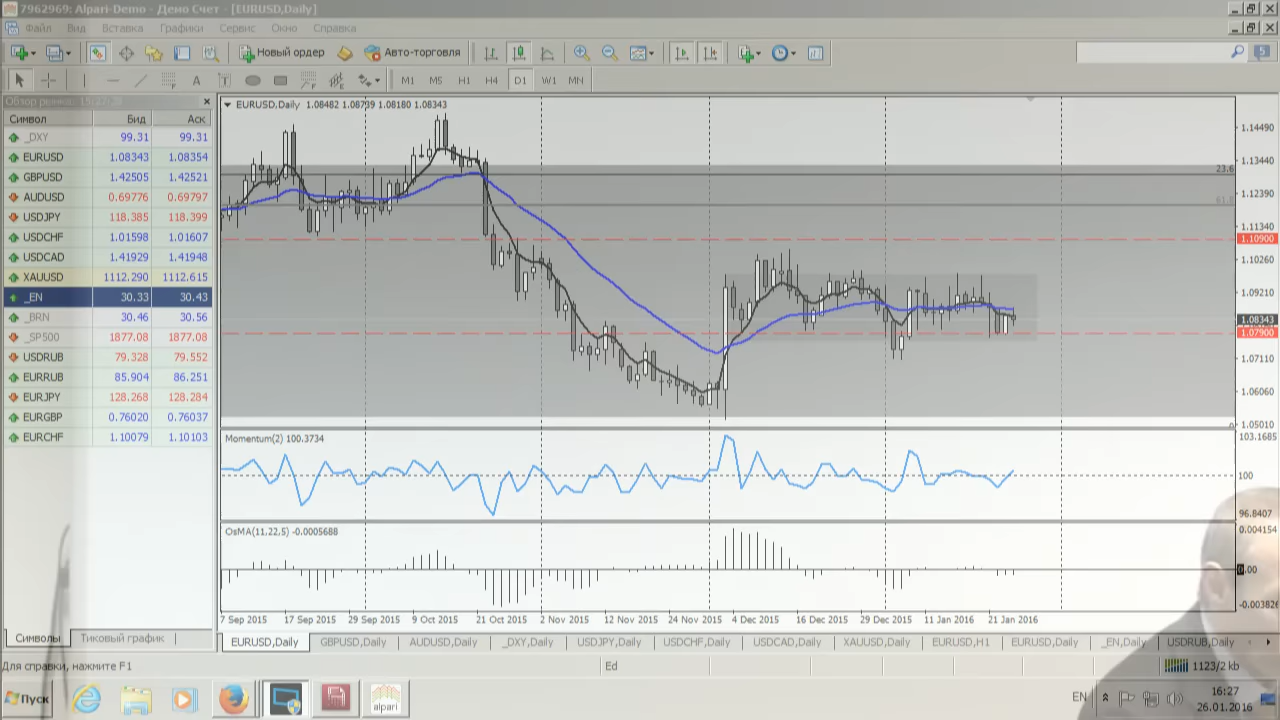 7962969: Alpari-Demo - Демо Счет - [EURUSD,Daily]
Файл Вид Вставка Графики Сервис Окно Справка
Новый ордер Авто-торговля 5
A T M1 M5 H1 H4 D1 W1 MN
Обзор рынка: 15:27:38
Символ Бид Аск
_DXY 99.31 99.31
EURUSD 1.08343 1.08354
GBPUSD 1.42505 1.42521
AUDUSD 0.69776 0.69797
USDJPY 118.385 118.399
USDCHF 1.01598 1.01607
USDCAD 1.41929 1.41948
XAUUSD 1112.290 1112.615
_EN 30.33 30.43
_BRN 30.46 30.56
_SP500 1877.08 1877.08
USDRUB 79.328 79.552
EURRUB 85.904 86.251
EURJPY 128.268 128.284
EURGBP 0.76020 0.76037
EURCHF 1.10079 1.10103
Символы Тиковый график
EURUSD,Daily 1.08482 1.08739 1.08180 1.08343
1.14490
1.13440
23.6
1.12390
61.8
1.11340
1.10900
1.10260
1.09210
1.08343
1.07900
1.07110
1.06060
1.05010
Momentum(2) 100.3734
103.1685
100
96.8407
OsMA(11,22,5) -0.0005688
0.004154
0.00
-0.003826
7 Sep 2015 17 Sep 2015 29 Sep 2015 9 Oct 2015 21 Oct 2015 2 Nov 2015 12 Nov 2015 24 Nov 2015 4 Dec 2015 16 Dec 2015 29 Dec 2015 11 Jan 2016 21 Jan 2016
EURUSD,Daily GBPUSD,Daily AUDUSD,Daily _DXY,Daily USDJPY,Daily USDCHF,Daily USDCAD,Daily XAUUSD,Daily EURUSD,H1 EURUSD,Daily _EN,Daily USDRUB,Daily
Для справки, нажмите F1 Ed 1123/2 kb
Пуск alpari EN 16:27
26.01.2016